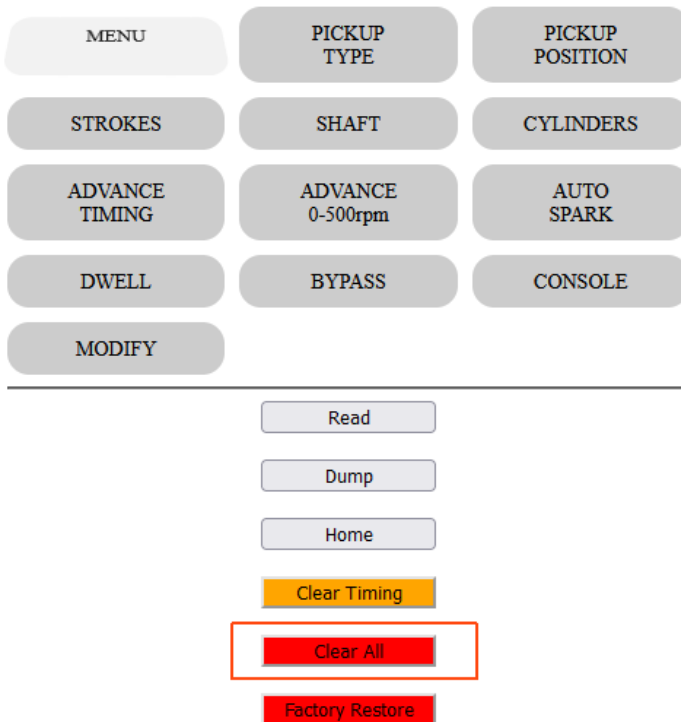 MENU
PICKUP
TYPE
PICKUP
POSITION
STROKES
SHAFT
CYLINDERS
ADVANCE
TIMING
ADVANCE
0-500rpm
AUTO
SPARK
DWELL
BYPASS
CONSOLE
MODIFY
Read
Dump
Home
Clear Timing
Clear All
Factory Restore